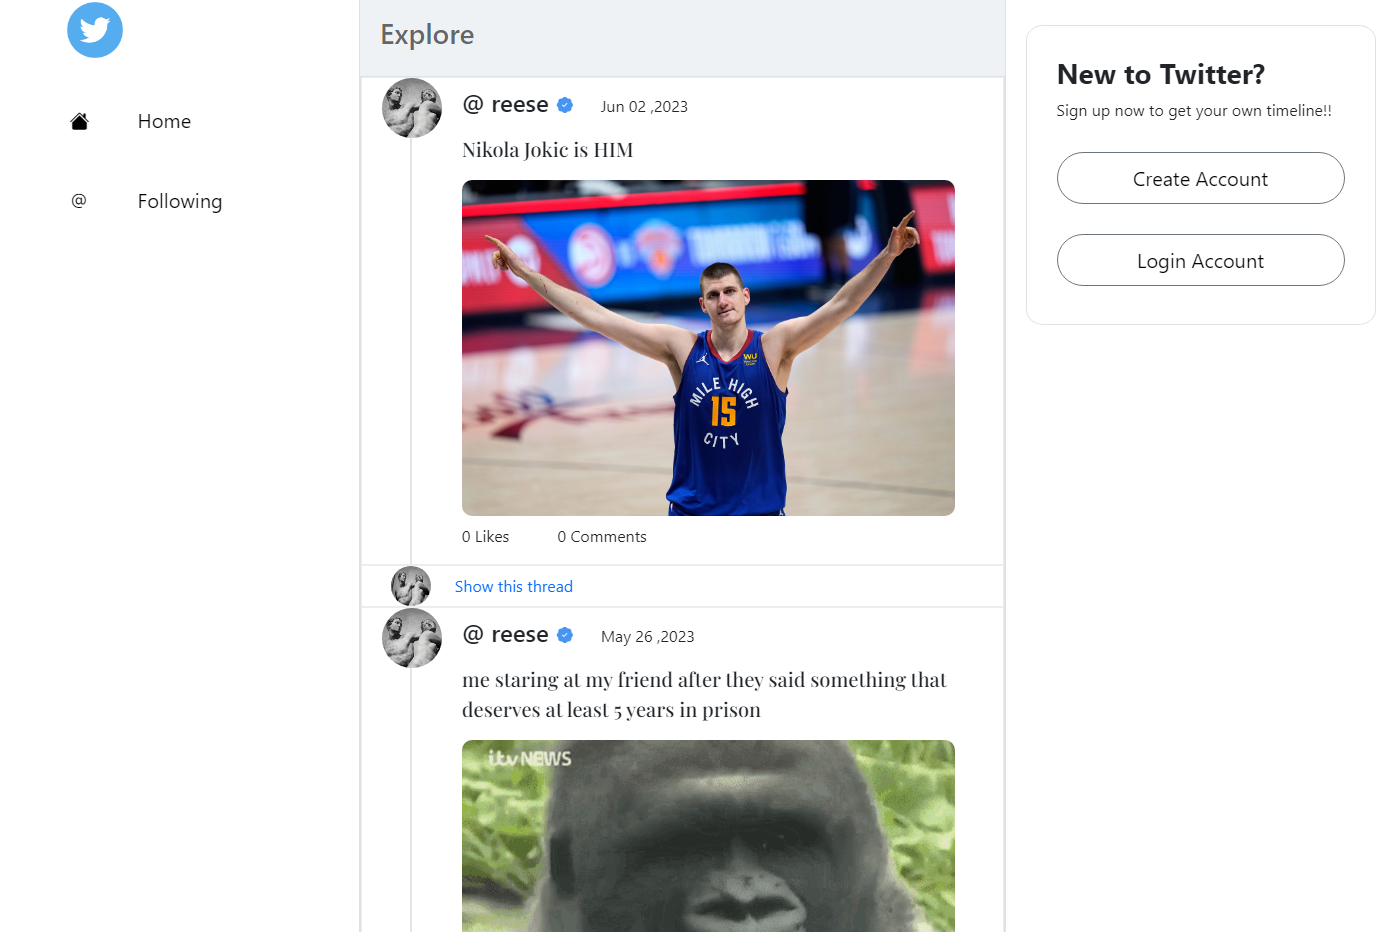 Explore
Home
@ Following
@ reese
Jun 02 ,2023
Nikola Jokic is HIM
WU
MILE HIGH
15
CITY
0 Likes
0 Comments
Show this thread
@ reese
May 26 ,2023
me staring at my friend after they said something that
deserves at least 5 years in prison
itv NEWS
New to Twitter?
Sign up now to get your own timeline!!
Create Account
Login Account